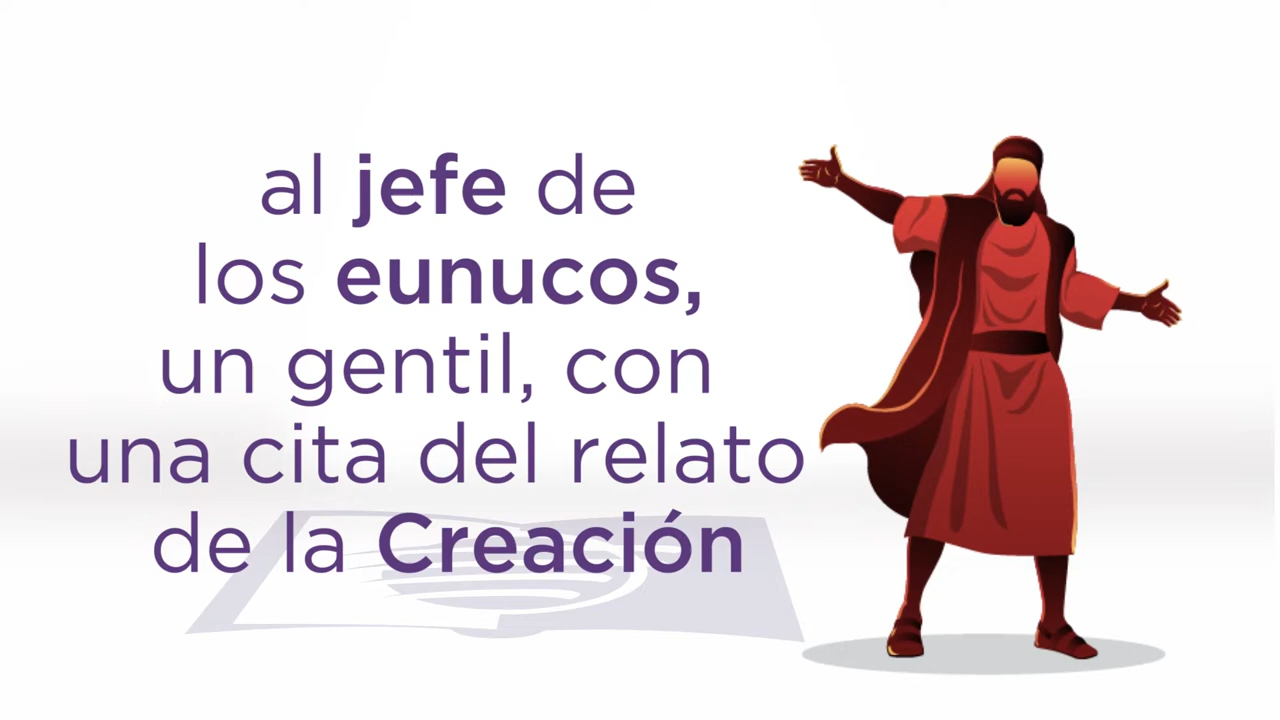 al jefe de
los eunucos,
un gentil, con
una cita del relato
de la Creación